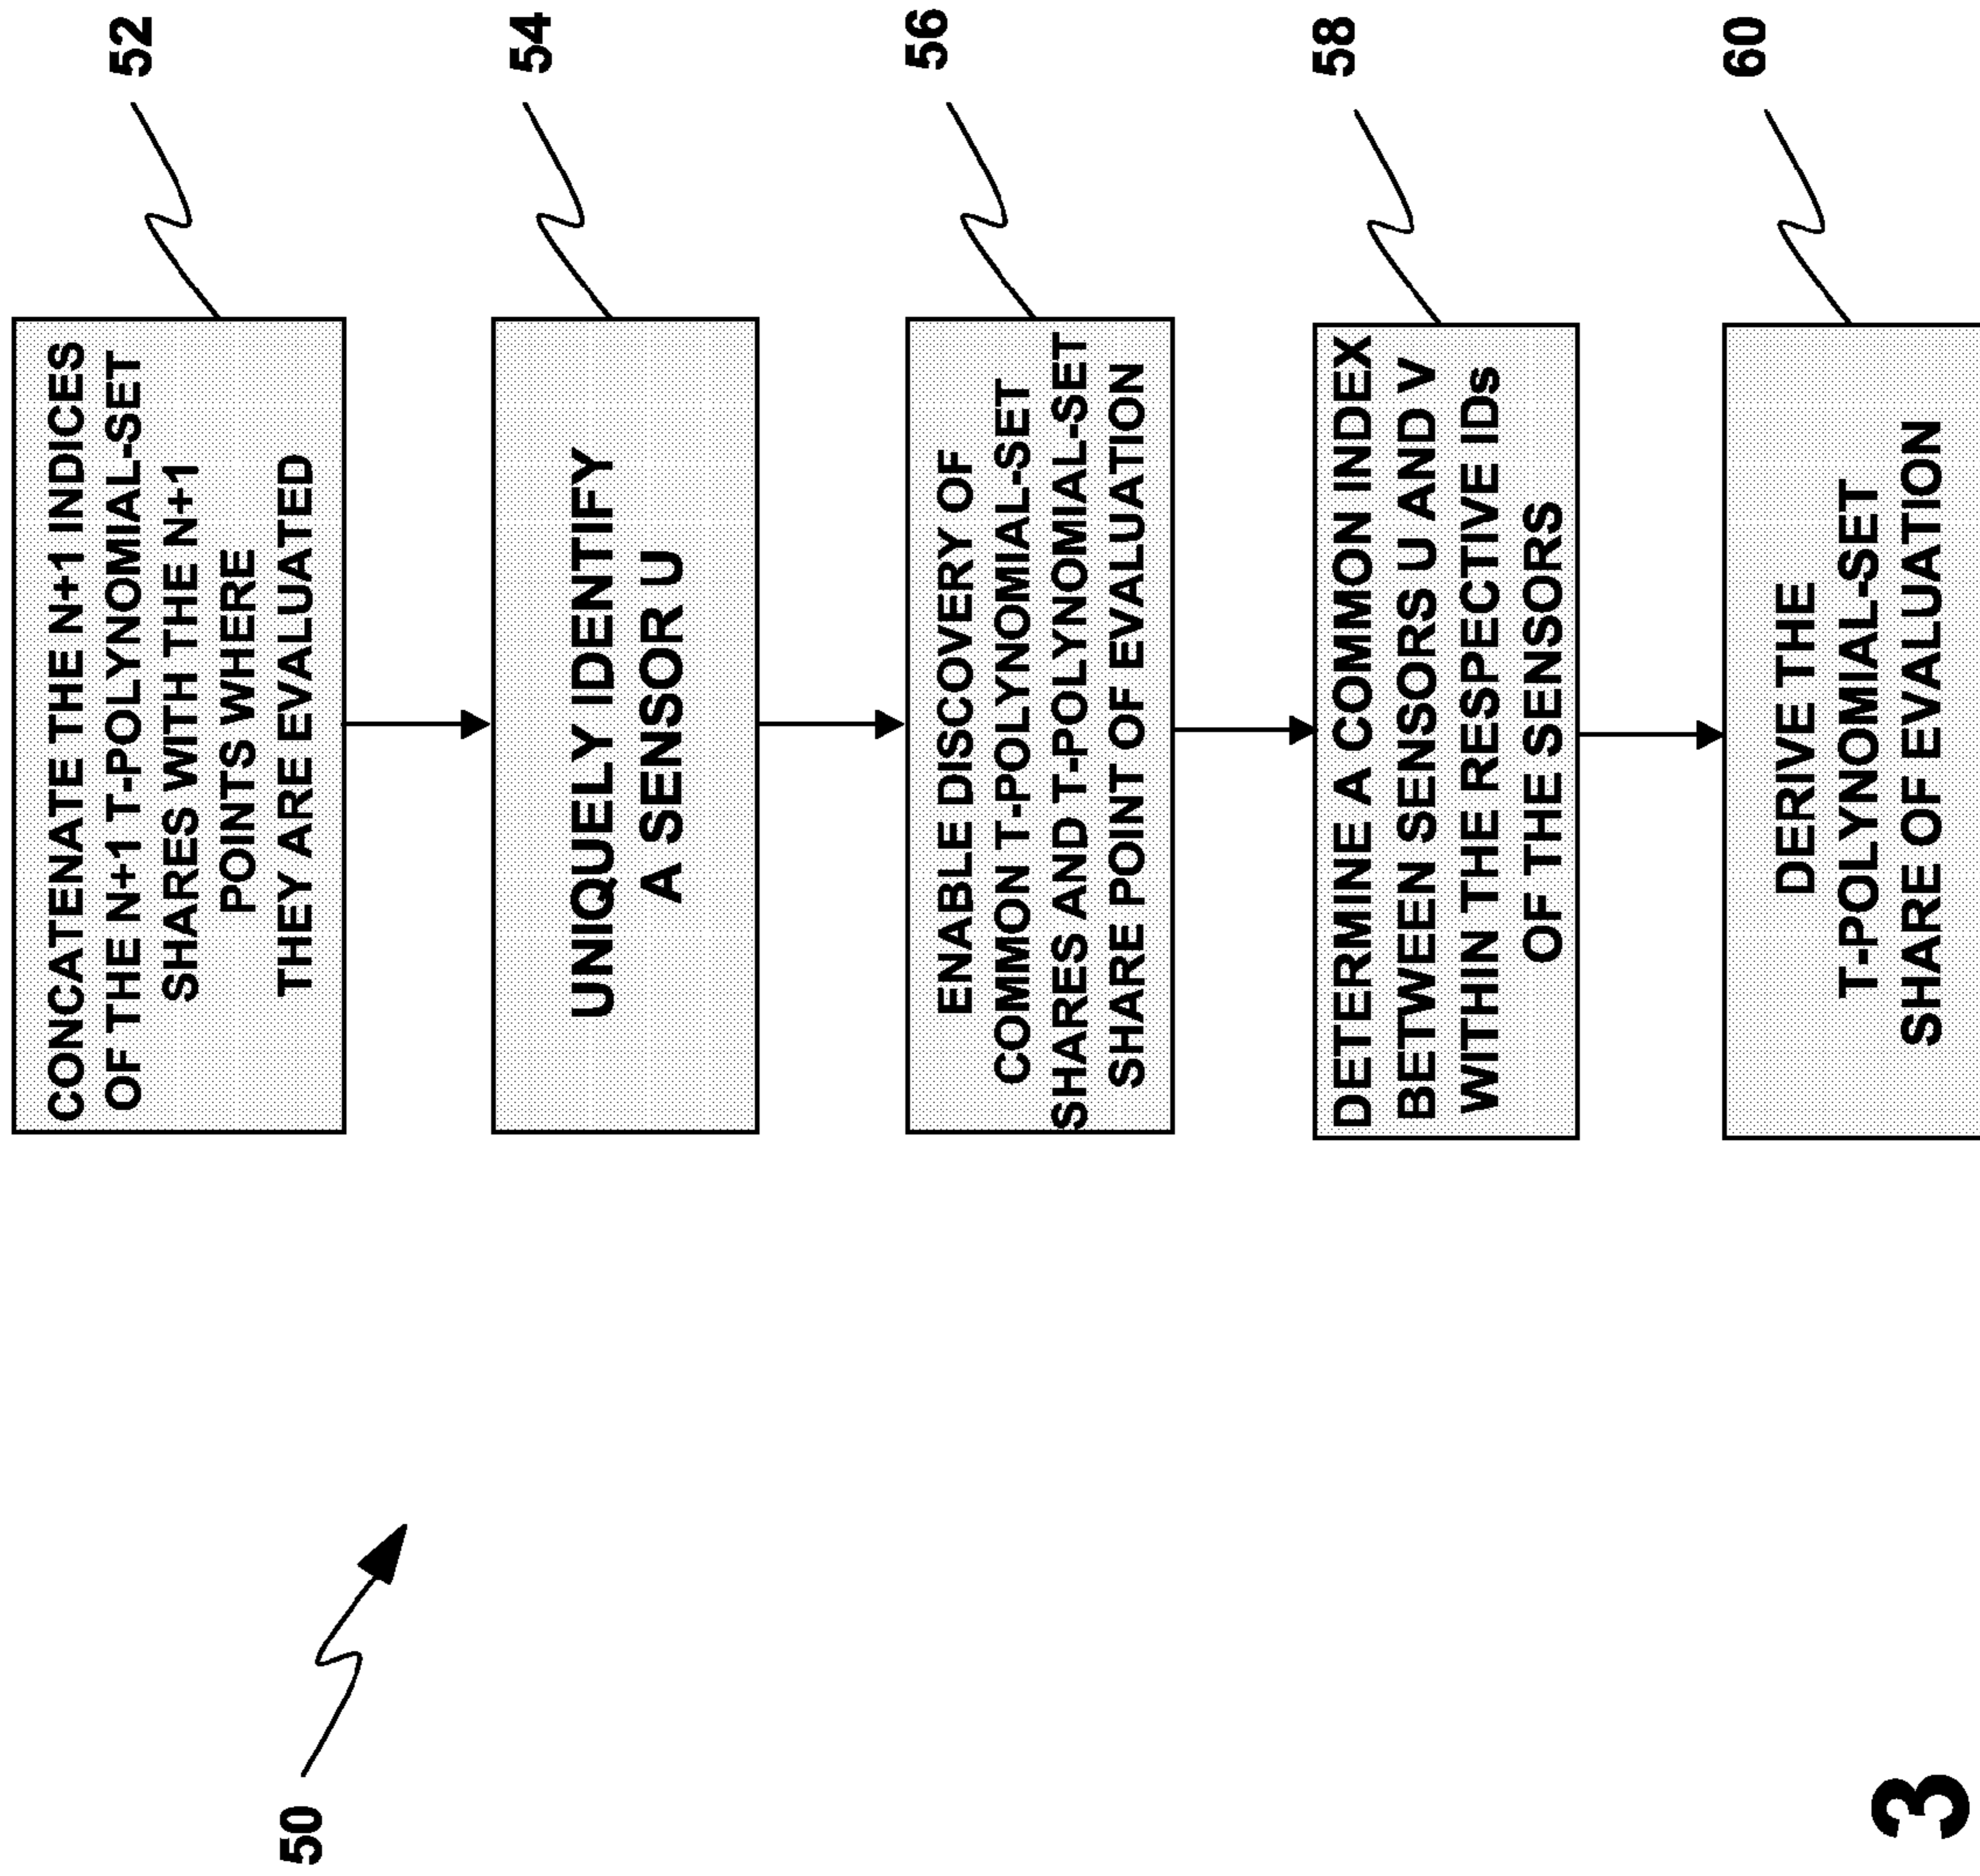 50
CONCATENATE THE N+1 INDICES
OF THE N+1 T-POLYNOMIAL-SET
SHARES WITH THE N+1
POINTS WHERE
THEY ARE EVALUATED
52
UNIQUELY IDENTIFY
A SENSOR U
54
ENABLE DISCOVERY OF
COMMON T-POLYNOMIAL-SET
SHARES AND T-POLYNOMIAL-SET
SHARE POINT OF EVALUATION
56
DETERMINE A COMMON INDEX
BETWEEN SENSORS U AND V
WITHIN THE RESPECTIVE IDs
OF THE SENSORS
58
DERIVE THE
T-POLYNOMIAL-SET
SHARE OF EVALUATION
60
3